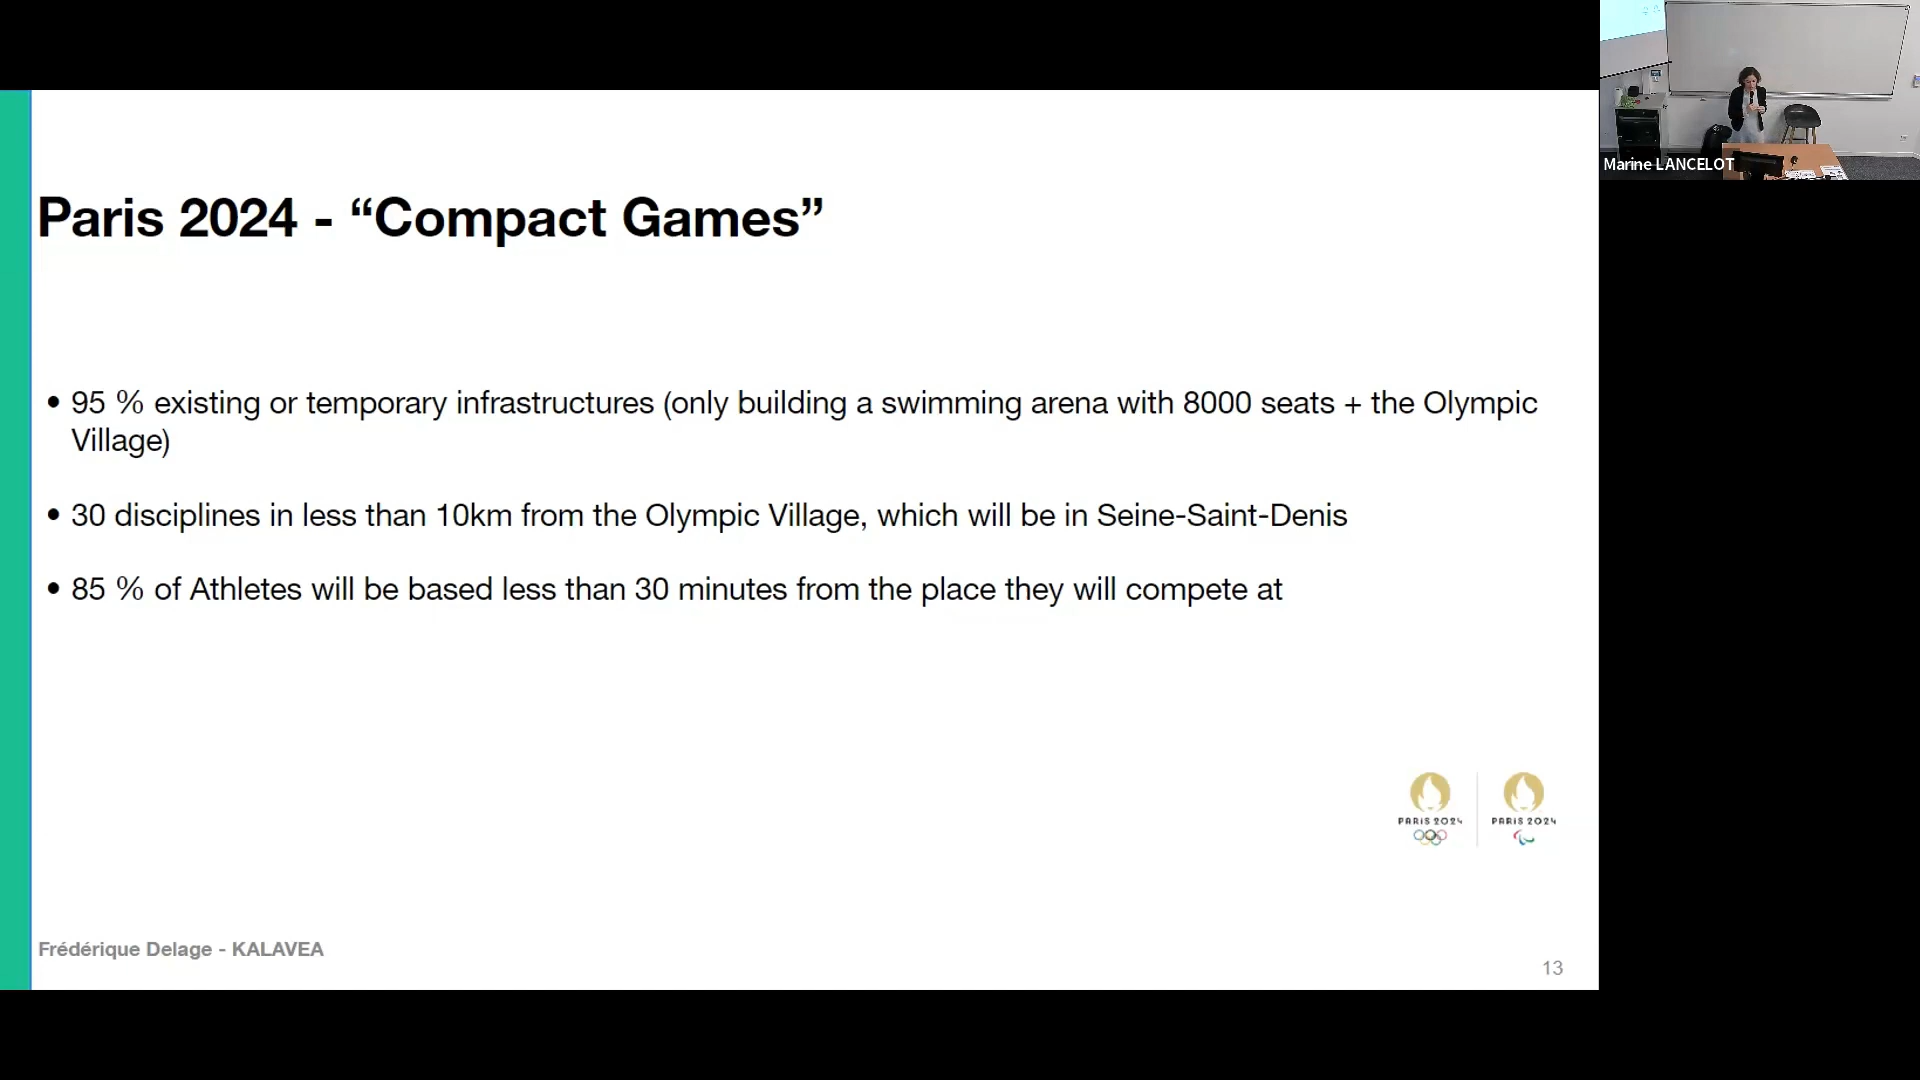 Paris 2024 - “Compact Games”
• 95 % existing or temporary infrastructures (only building a swimming arena with 8000 seats + the Olympic
Village)
• 30 disciplines in less than 10km from the Olympic Village, which will be in Seine-Saint-Denis
• 85 % of Athletes will be based less than 30 minutes from the place they will compete at
PARIS 2024
PARIS 2024
Frédérique Delage - KALAVEA
13
Marine LANCELOT